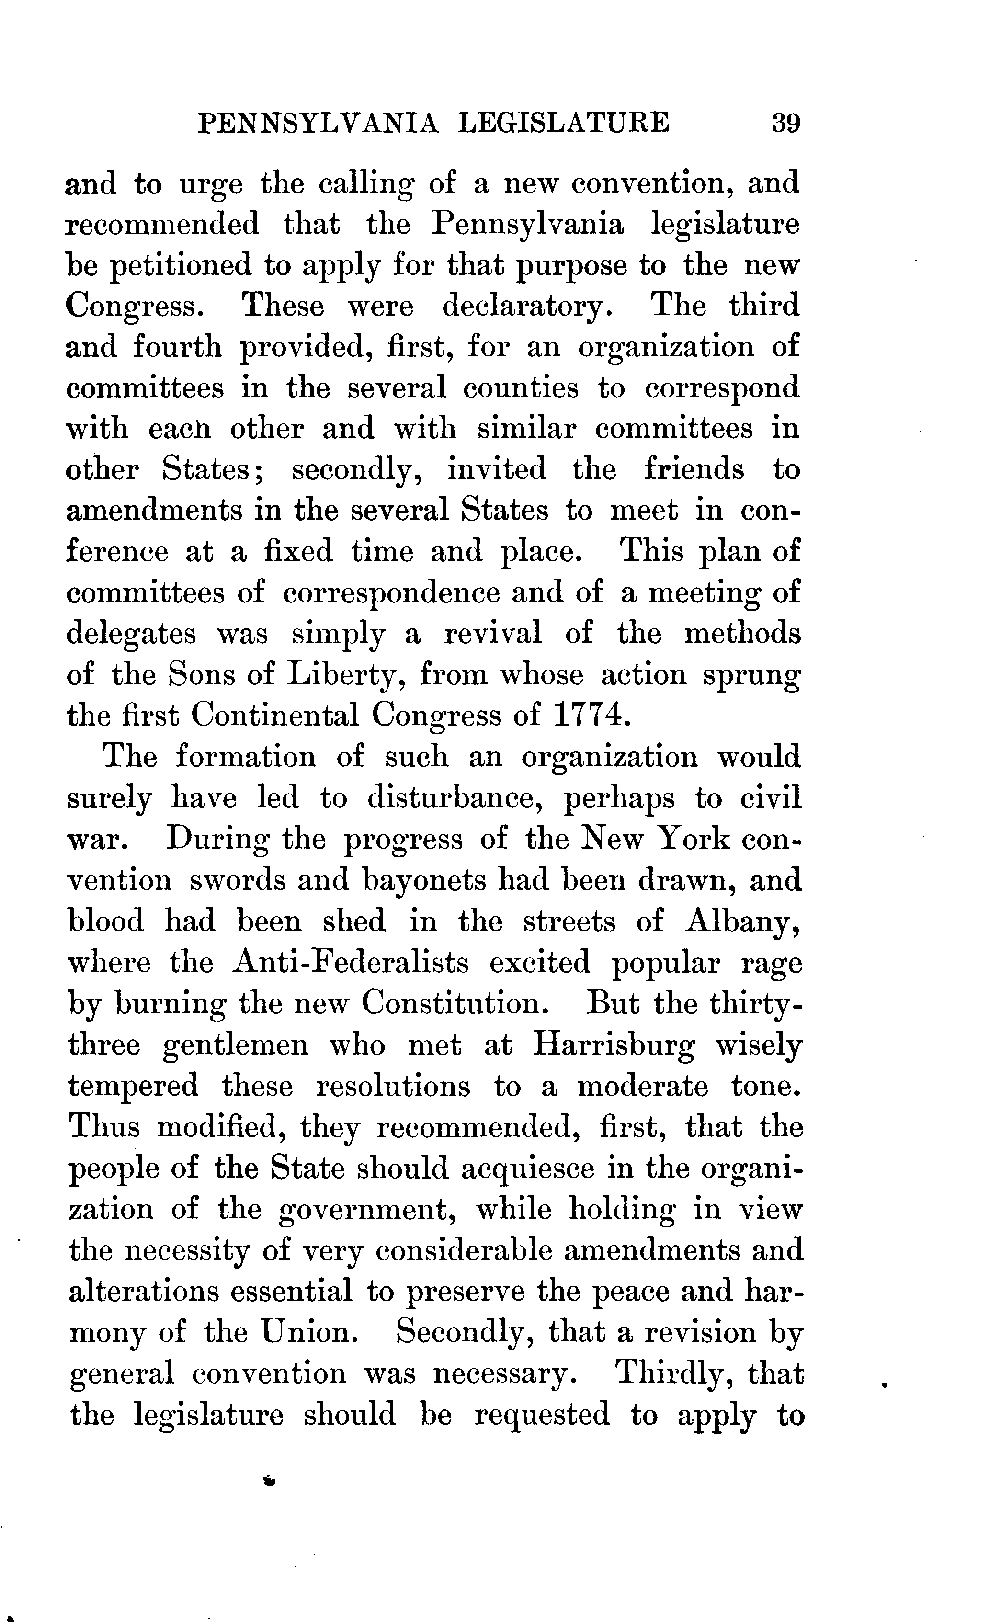 PENNSYLVANIA LEGISLATURE 39
and to urge the calling of a new convention, and
recommended that the Pennsylvania legislature
be petitioned to apply for that purpose to the new
Congress. These were declaratory. The third
and fourth provided, first, for an organization of
committees in the several counties to correspond
with each other and with similar committees in
other States; secondly, invited the friends to
amendments in the several States to meet in con-
ference at a fixed time and place. This plan of
committees of correspondence and of a meeting of
delegates was simply a revival of the methods
of the Sons of Liberty, from whose action sprung
the first Continental Congress of 1774.
The formation of such an organization would
surely have led to disturbance, perhaps to civil
war. During the progress of the New York con-
vention swords and bayonets had been drawn, and
blood had been shed in the streets of Albany,
where the Anti-Federalists excited popular rage
by burning the new Constitution. But the thirty-
three gentlemen who met at Harrisburg wisely
tempered these resolutions to a moderate tone.
Thus modified, they recommended, first, that the
people of the State should acquiesce in the organi-
zation of the government, while holding in view
the necessity of very considerable amendments and
alterations essential to preserve the peace and har-
mony of the Union. Secondly, that a revision by
general convention was necessary. Thirdly, that
the legislature should be requested to apply to